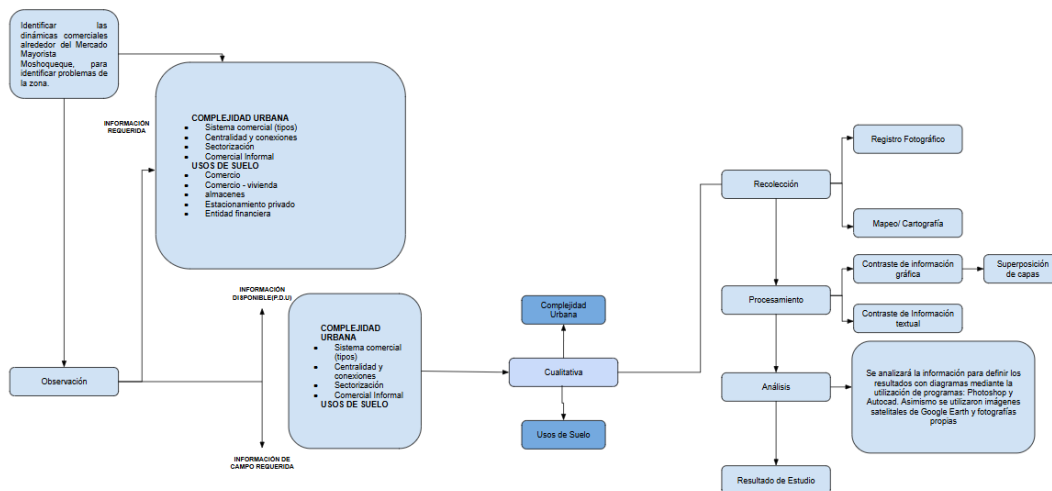 Identificar las
dinámicas comerciales
alrededor del Mercado
Mayorista
Moshoqueque, para
identificar problemas de
la zona.
INFORMACIÓN
REQUERIDA
COMPLEJIDAD URBANA
Sistema comercial (tipos)
Centralidad y conexiones
Sectorización
Comercial Informal
USOS DE SUELO
Comercio
Comercio - vivienda
almacenes
Estacionamiento privado
Entidad financiera
Observación
INFORMACIÓN
DISPONIBLE(P.D.U)
COMPLEJIDAD
URBANA
Sistema comercial
(tipos)
Centralidad y
conexiones
Sectorización
Comercial Informal
USOS DE SUELO
INFORMACIÓN DE
CAMPO REQUERIDA
Complejidad
Urbana
Cualitativa
Usos de Suelo
Recolección
Registro Fotográfico
Mapeo/ Cartografía
Procesamiento
Contraste de información
gráfica
Superposición
de capas
Contraste de Información
textual
Análisis
Se analizará la información para definir los
resultados con diagramas mediante la
utilización de programas: Photoshop y
Autocad. Asimismo se utilizaron imágenes
satelitales de Google Earth y fotografías
propias
Resultado de Estudio